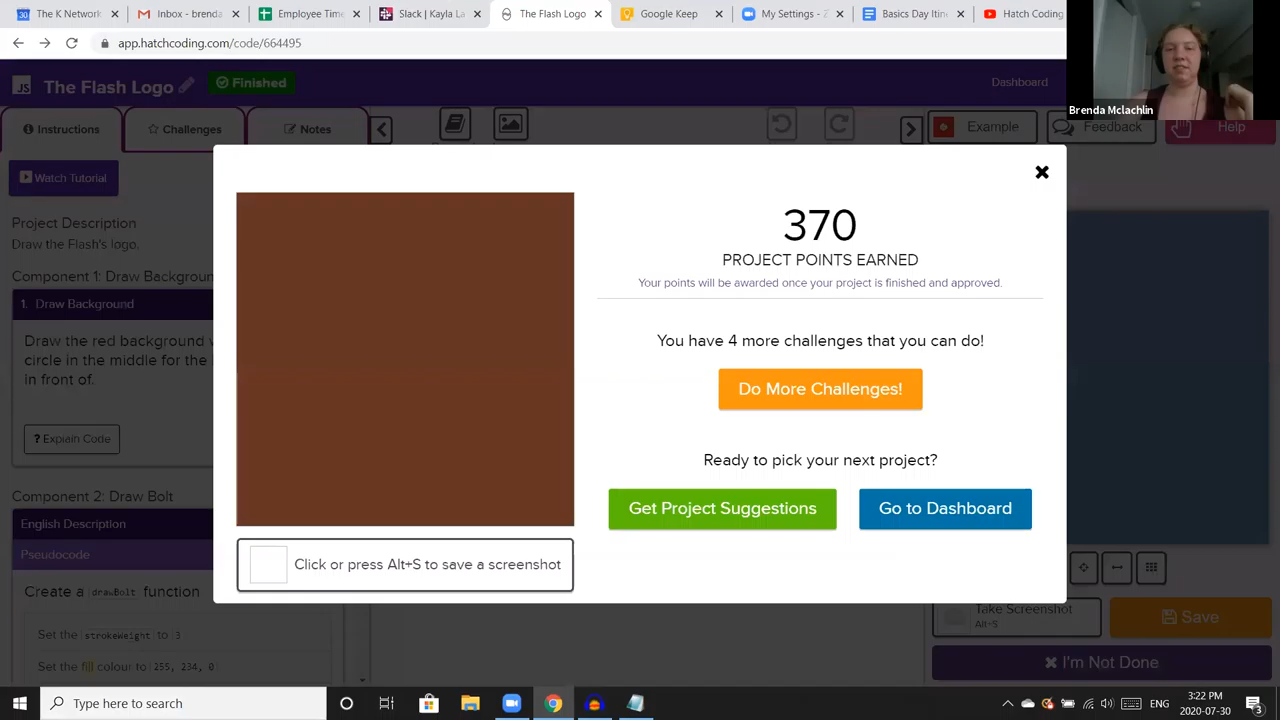 The K Netwo
Inbox - brenda
Employee Time
Slack | Kayla
The Flash Logo
Google Keep
My Settings - Z
Basics Day Itin
Hatch Coding
app.hatchcoding.com/code/664495
Brenda Mclachlin
JS The Flash Logo
Finished
Dashboard
Instructions
Challenges
Notes
Example
Feedback
Help
Watch Tutorial
Project Description
Draw the Flash's logo.
Component 1: Draw Backgroun
1. Draw Background
Draw the red background
circle in the middle for the
in front of.
? Explain Code
Component 2: Draw Bolt
English Description
Pseudocode
Create a drawBolt function
Set the strokeWeight to 3
Set the fill colour to 255, 234, 0
370
PROJECT POINTS EARNED
Your points will be awarded once your project is finished and approved.
You have 4 more challenges that you can do!
Do More Challenges!
Ready to pick your next project?
Get Project Suggestions
Go to Dashboard
Click or press Alt+S to save a screenshot
Take Screenshot
Alt+S
Save
I'm Not Done
Type here to search
ENG
3:22 PM
2020-07-30
3